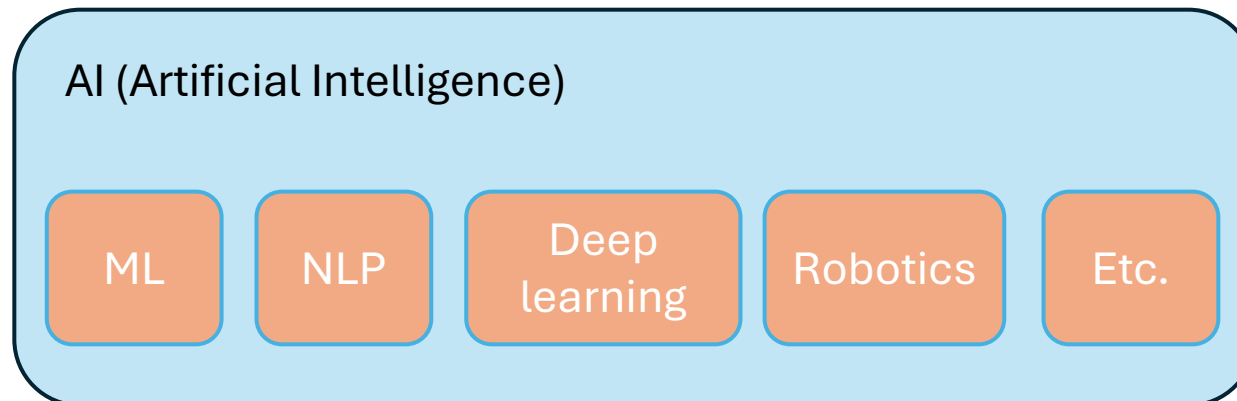 AI (Artificial Intelligence)
ML
NLP
Deep
learning
Robotics
Etc.